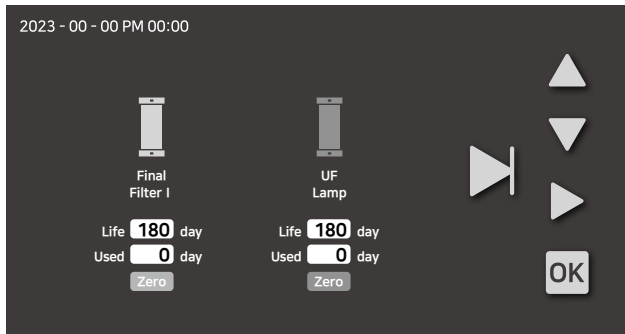 2023 - 00 - 00 PM 00:00
Final
Filter I
Life 180 day
Used 0 day
Zero
UF
Lamp
Life 180 day
Used 0 day
Zero
OK